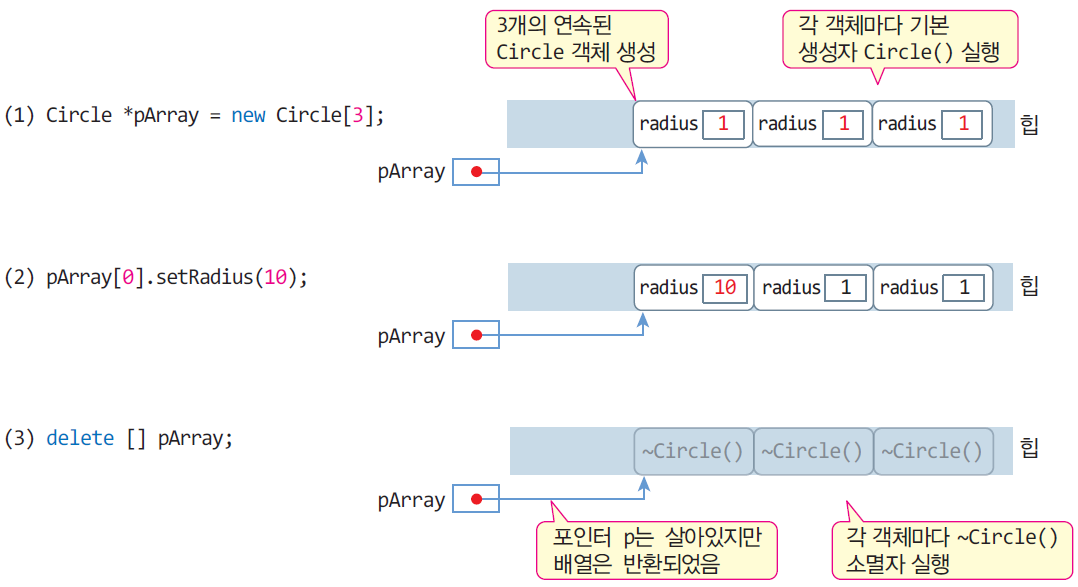 3개의 연속된
Circle 객체 생성
각 객체마다 기본
생성자 Circle() 실행
(1) Circle *pArray = new Circle[3];
radius 1 radius 1 radius 1 힙
pArray
(2) pArray[0].setRadius(10);
radius 10 radius 1 radius 1 힙
pArray
(3) delete [] pArray;
~Circle() ~Circle() ~Circle() 힙
pArray
포인터 p는 살아있지만
배열은 반환되었음
각 객체마다 ~Circle()
소멸자 실행